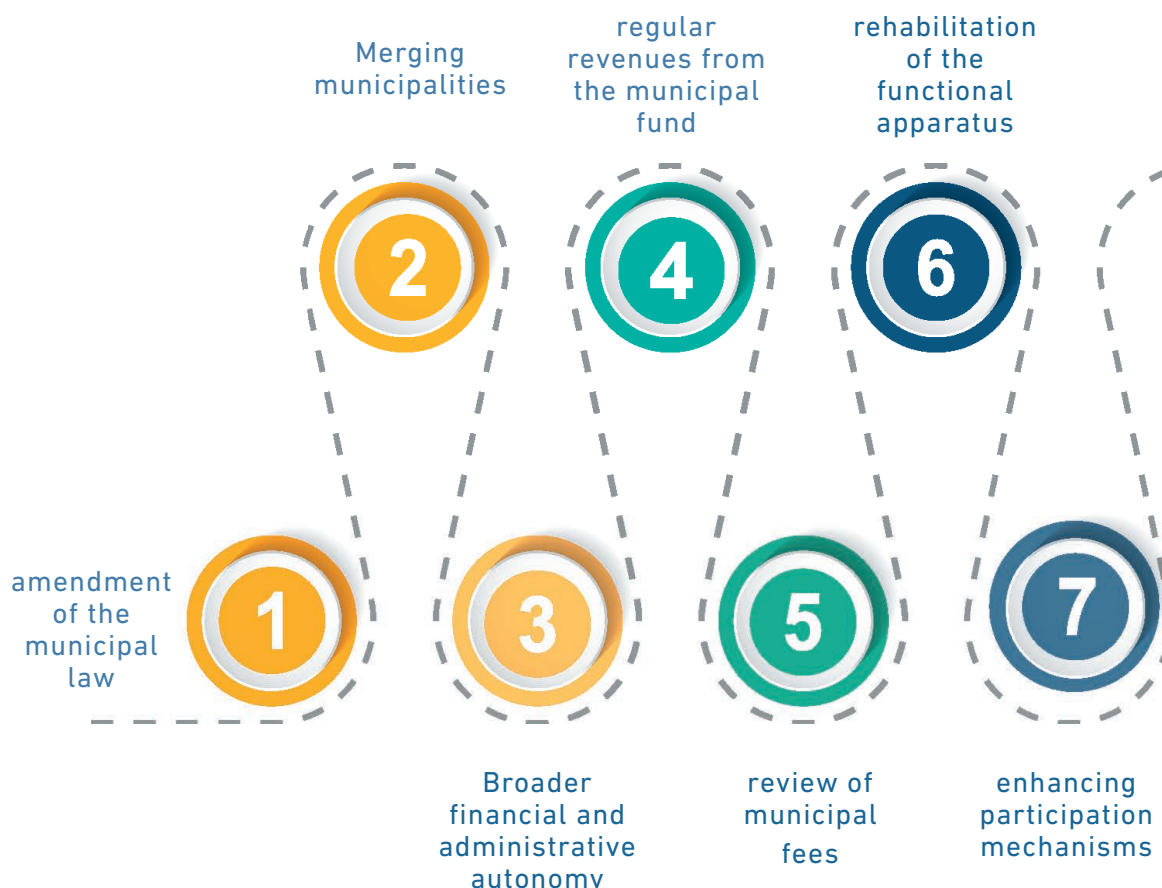 amendment
of the
municipal
law
1
Merging
municipalities
2
3
Broader
financial and
administrative
autonomy
regular
revenues from
the municipal
fund
4
5
review of
municipal
fees
rehabilitation
of the
functional
apparatus
6
7
enhancing
participation
mechanisms